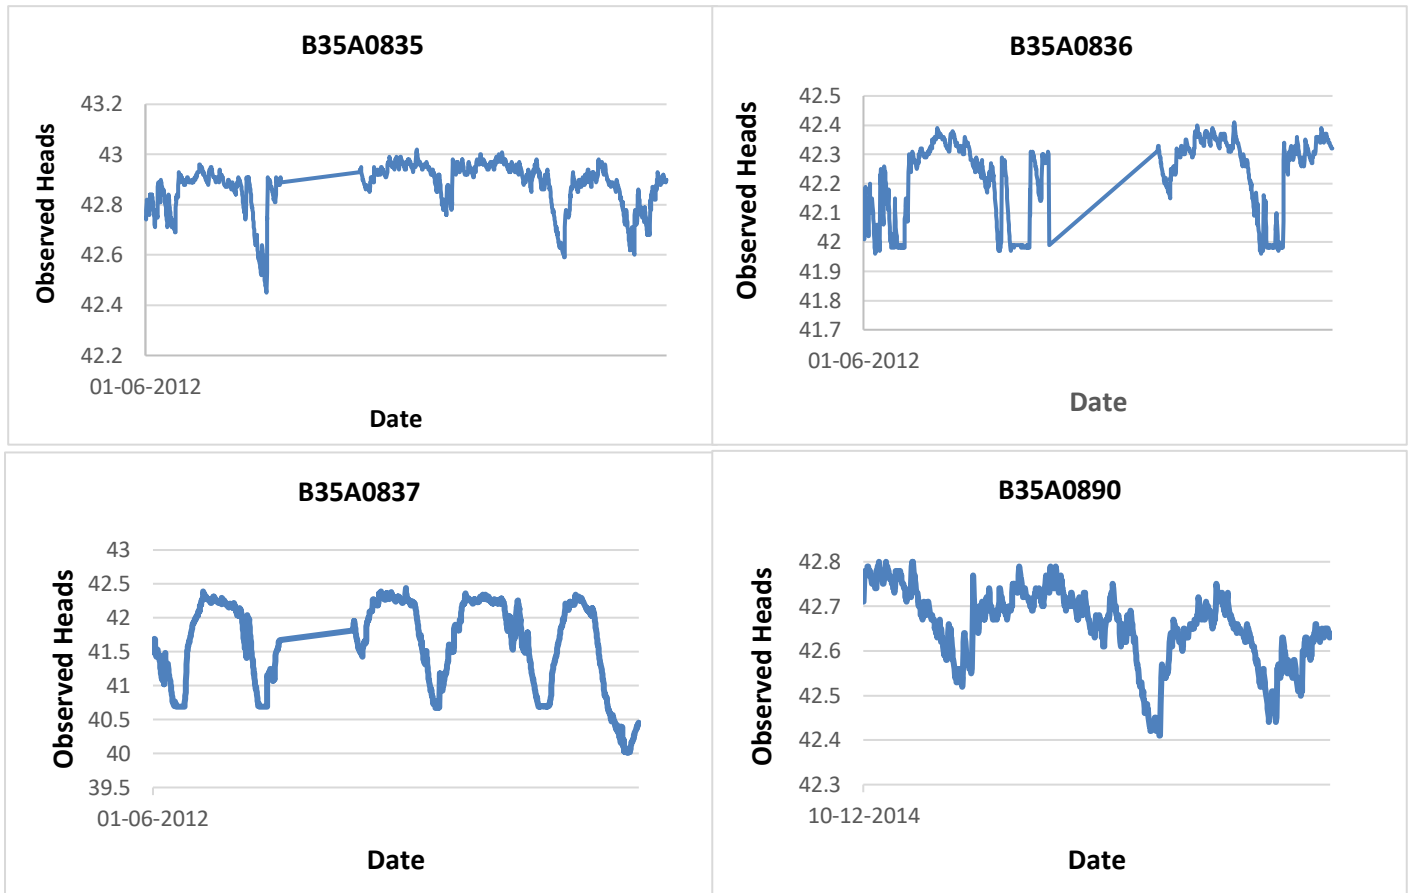 B35A0835
Observed Heads
43.2
43
42.8
42.6
42.4
42.2
01-06-2012
Date
B35A0836
Observed Heads
42.5
42.4
42.3
42.2
42.1
42
41.9
41.8
41.7
01-06-2012
Date
B35A0837
Observed Heads
43
42.5
42
41.5
41
40.5
40
39.5
01-06-2012
Date
B35A0890
Observed Heads
42.8
42.7
42.6
42.5
42.4
42.3
10-12-2014
Date